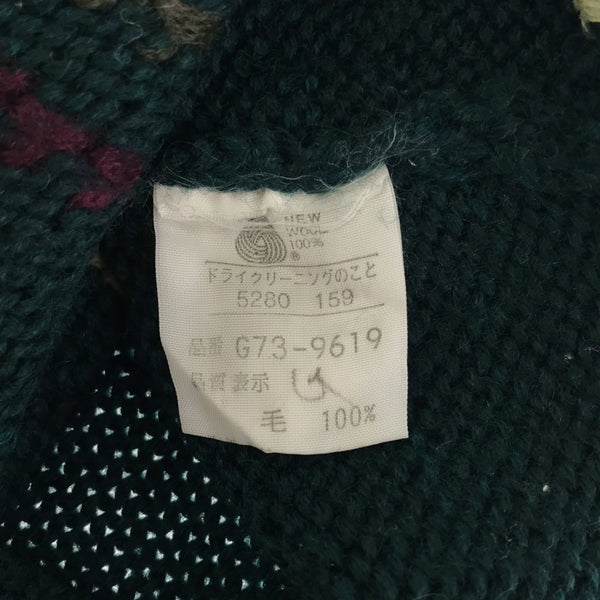 NEW
WOOL
100%
®
ドライクリーニングのこと
5280 159
品番 G73-9619
品質表示
毛 100%